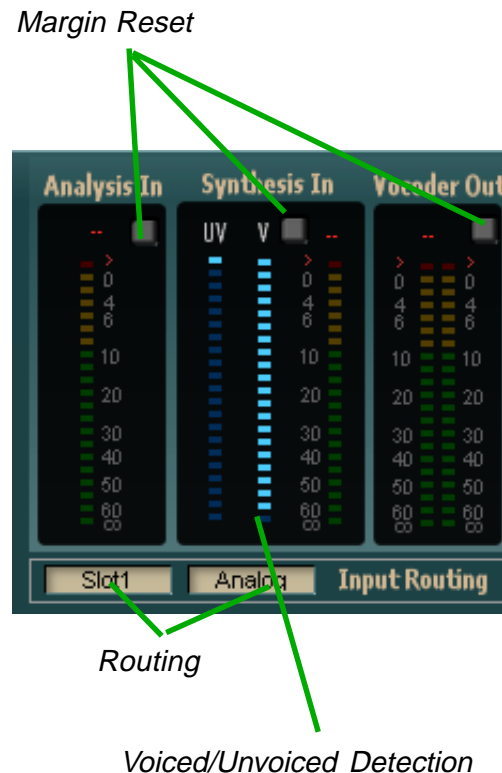 Margin Reset
Analysis In
Synthesis In
Vocoder Out
-- UV V -- --
> > > >
0 0 0 0
4 4 4 4
6 6 6 6
10 10 10 10
20 20 20 20
30 30 30 30
40 40 40 40
50 50 50 50
60 60 60 60
∞ ∞ ∞ ∞
Slot1
Analog
Input Routing
Routing
Voiced/Unvoiced Detection